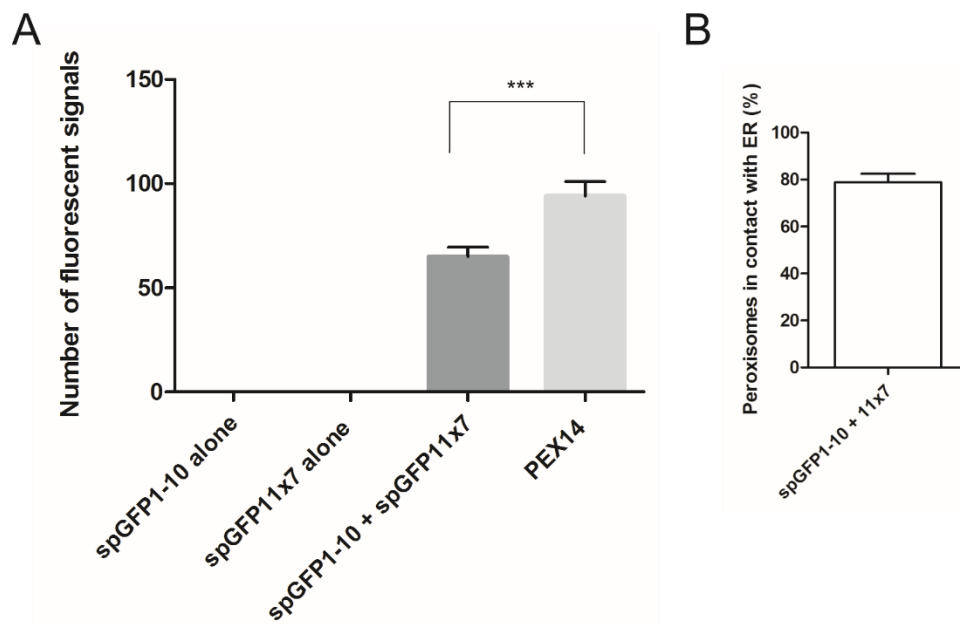 A
Number of fluorescent signals
150
100
50
0
***
spGFP1-10 alone
spGFP11x7 alone
spGFP1-10 + spGFP11x7
PEX14
B
Peroxisomes in contact with ER (%)
100
80
60
40
20
0
spGFP1-10 + 11x7